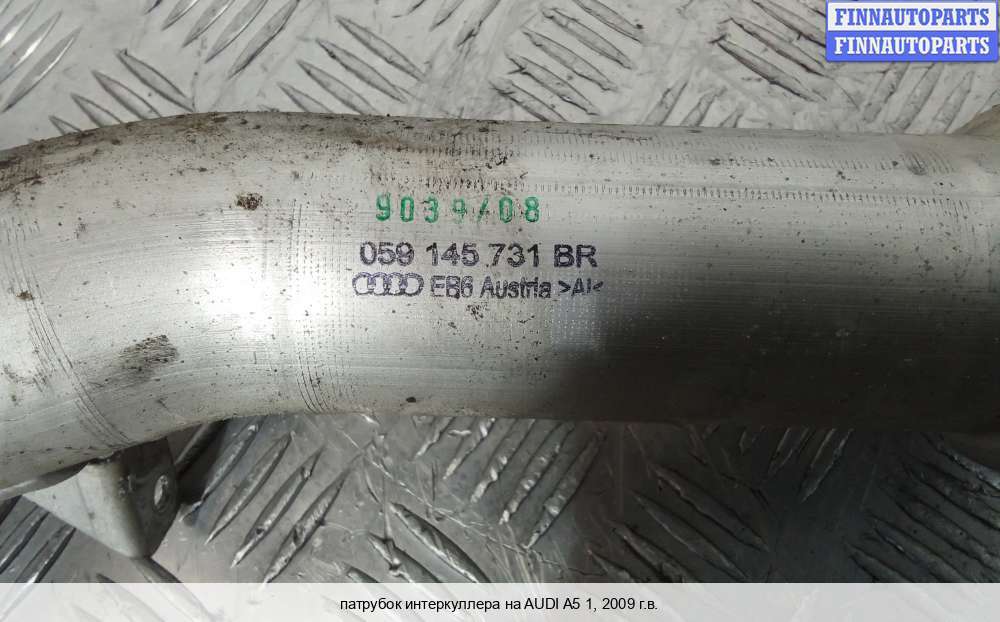 FINNAUTOPARTS
FINNAUTOPARTS
9039/08
059 145 731 BR
EB6 Austria >Al<
патрубок интеркуллера на AUDI A5 1, 2009 г.в.